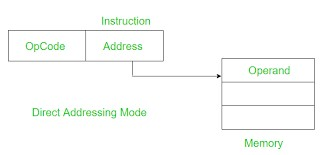 Instruction
OpCode
Address
Operand
Direct Addressing Mode
Memory